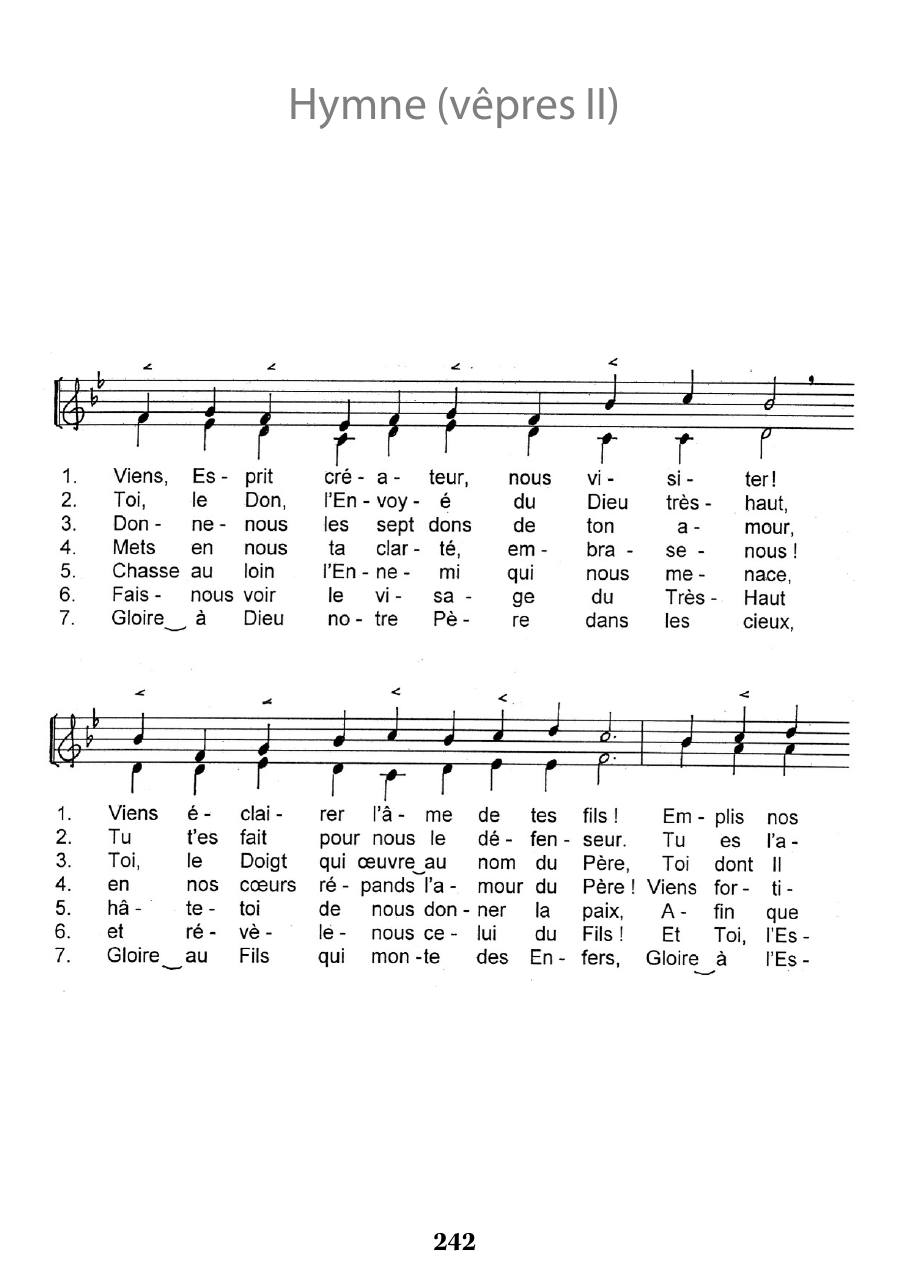 Hymne (vêpres II)
1. Viens, Es - prit cré - a - teur, nous vi - si - ter!
2. Toi, le Don, l'En - voy - é du Dieu très - haut,
3. Don - ne - nous les sept dons de ton a - mour,
4. Mets en nous ta clar - té, em - bra - se - nous !
5. Chasse au loin l'En - ne - mi qui nous me - nace,
6. Fais - nous voir le vi - sa - ge du Très - Haut
7. Gloire‿ à Dieu no - tre Pè - re dans les cieux,
1. Viens é - clai - rer l'â - me de tes fils ! Em - plis nos
2. Tu t'es fait pour nous le dé - fen - seur. Tu es l'a -
3. Toi, le Doigt qui œuvre‿au nom du Père, Toi dont Il
4. en nos cœurs ré - pands l'a - mour du Père ! Viens for - ti -
5. hâ - te - toi de nous don - ner la paix, A - fin que
6. et ré - vè - le - nous ce - lui du Fils ! Et Toi, l'Es -
7. Gloire‿au Fils qui mon - te des En - fers, Gloire‿à l'Es -
242